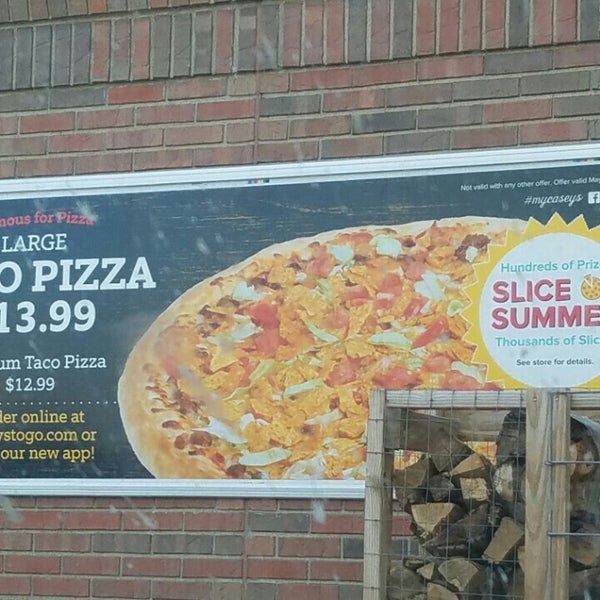 mous for Pizza
LARGE
O PIZZA
13.99
um Taco Pizza
$12.99
der online at
ystogo.com or
our new app!
Not valid with any other offer. Offer valid May
#mycaseys
Hundreds of Priz
SLICE O
SUMME
Thousands of Slic
See store for details.